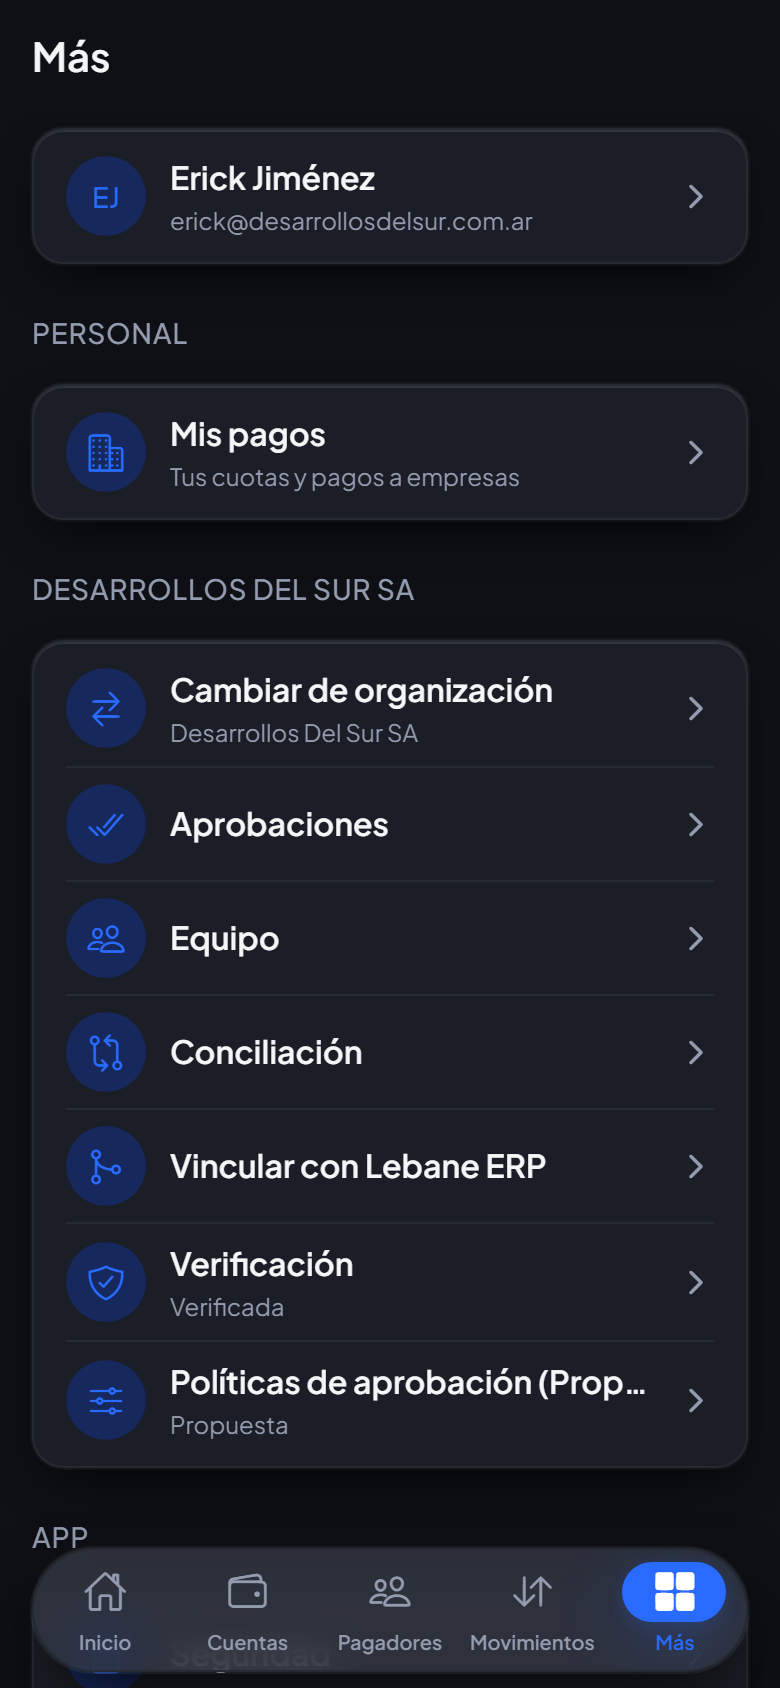 Más
EJ
Erick Jiménez
erick@desarrollosdelsur.com.ar
PERSONAL
Mis pagos
Tus cuotas y pagos a empresas
DESARROLLOS DEL SUR SA
Cambiar de organización
Desarrollos Del Sur SA
Aprobaciones
Equipo
Conciliación
Vincular con Lebane ERP
Verificación
Verificada
Políticas de aprobación (Prop...
Propuesta
APP
Seguridad
Inicio
Cuentas
Pagadores
Movimientos
Más